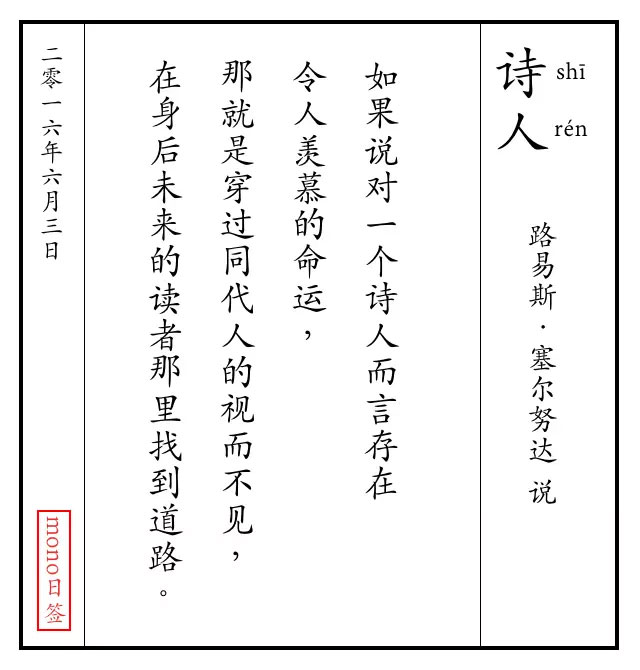 诗人
shī
rén
路易斯·塞尔努达 说
如果说对一个诗人而言存在
令人羡慕的命运，
那就是穿过同代人的视而不见，
在身后未来的读者那里找到道路。
二零一六年六月三日
mono日签